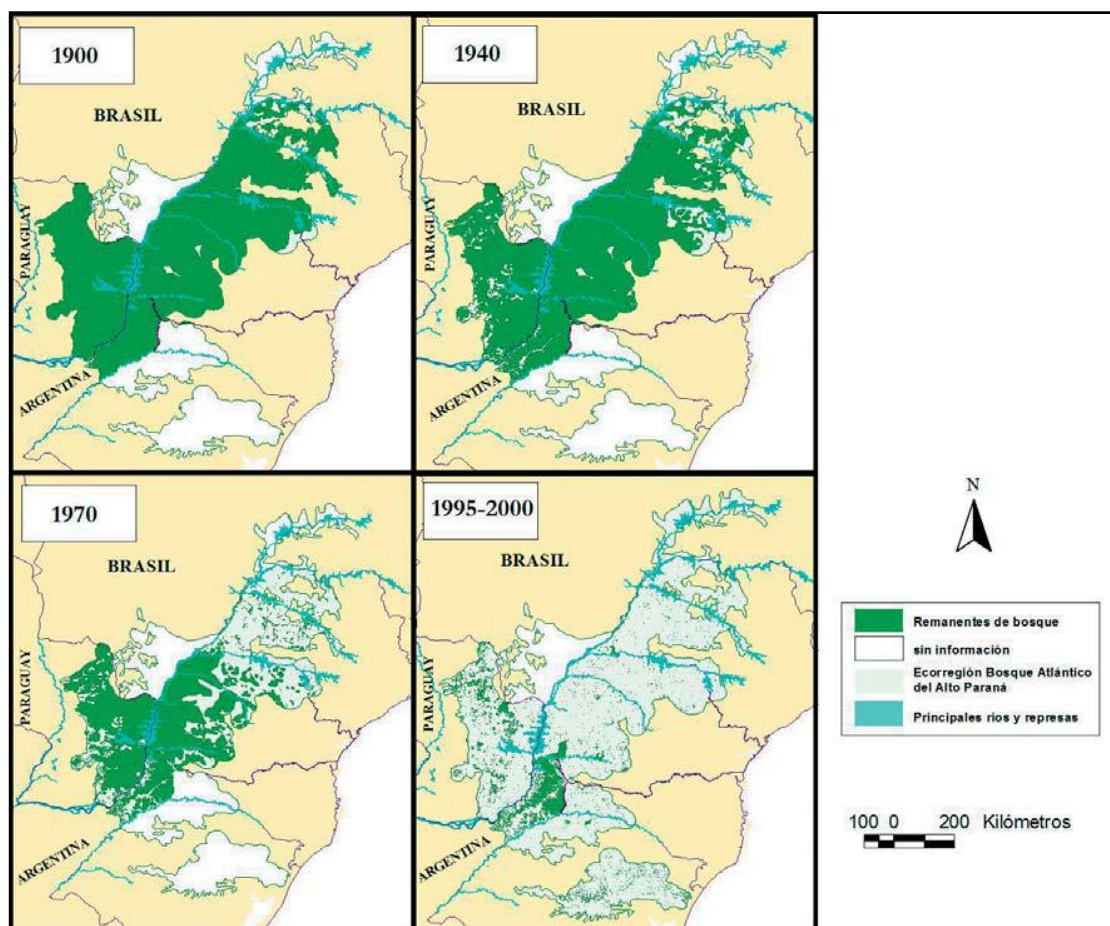 1900
BRASIL
PARAGUAY
ARGENTINA
1940
BRASIL
PARAGUAY
ARGENTINA
1970
BRASIL
PARAGUAY
ARGENTINA
1995-2000
BRASIL
PARAGUAY
ARGENTINA
N
Remanentes de bosque
sin información
Ecorregión Bosque Atlántico
del Alto Paraná
Principales ríos y represas
100 0 200 Kilómetros